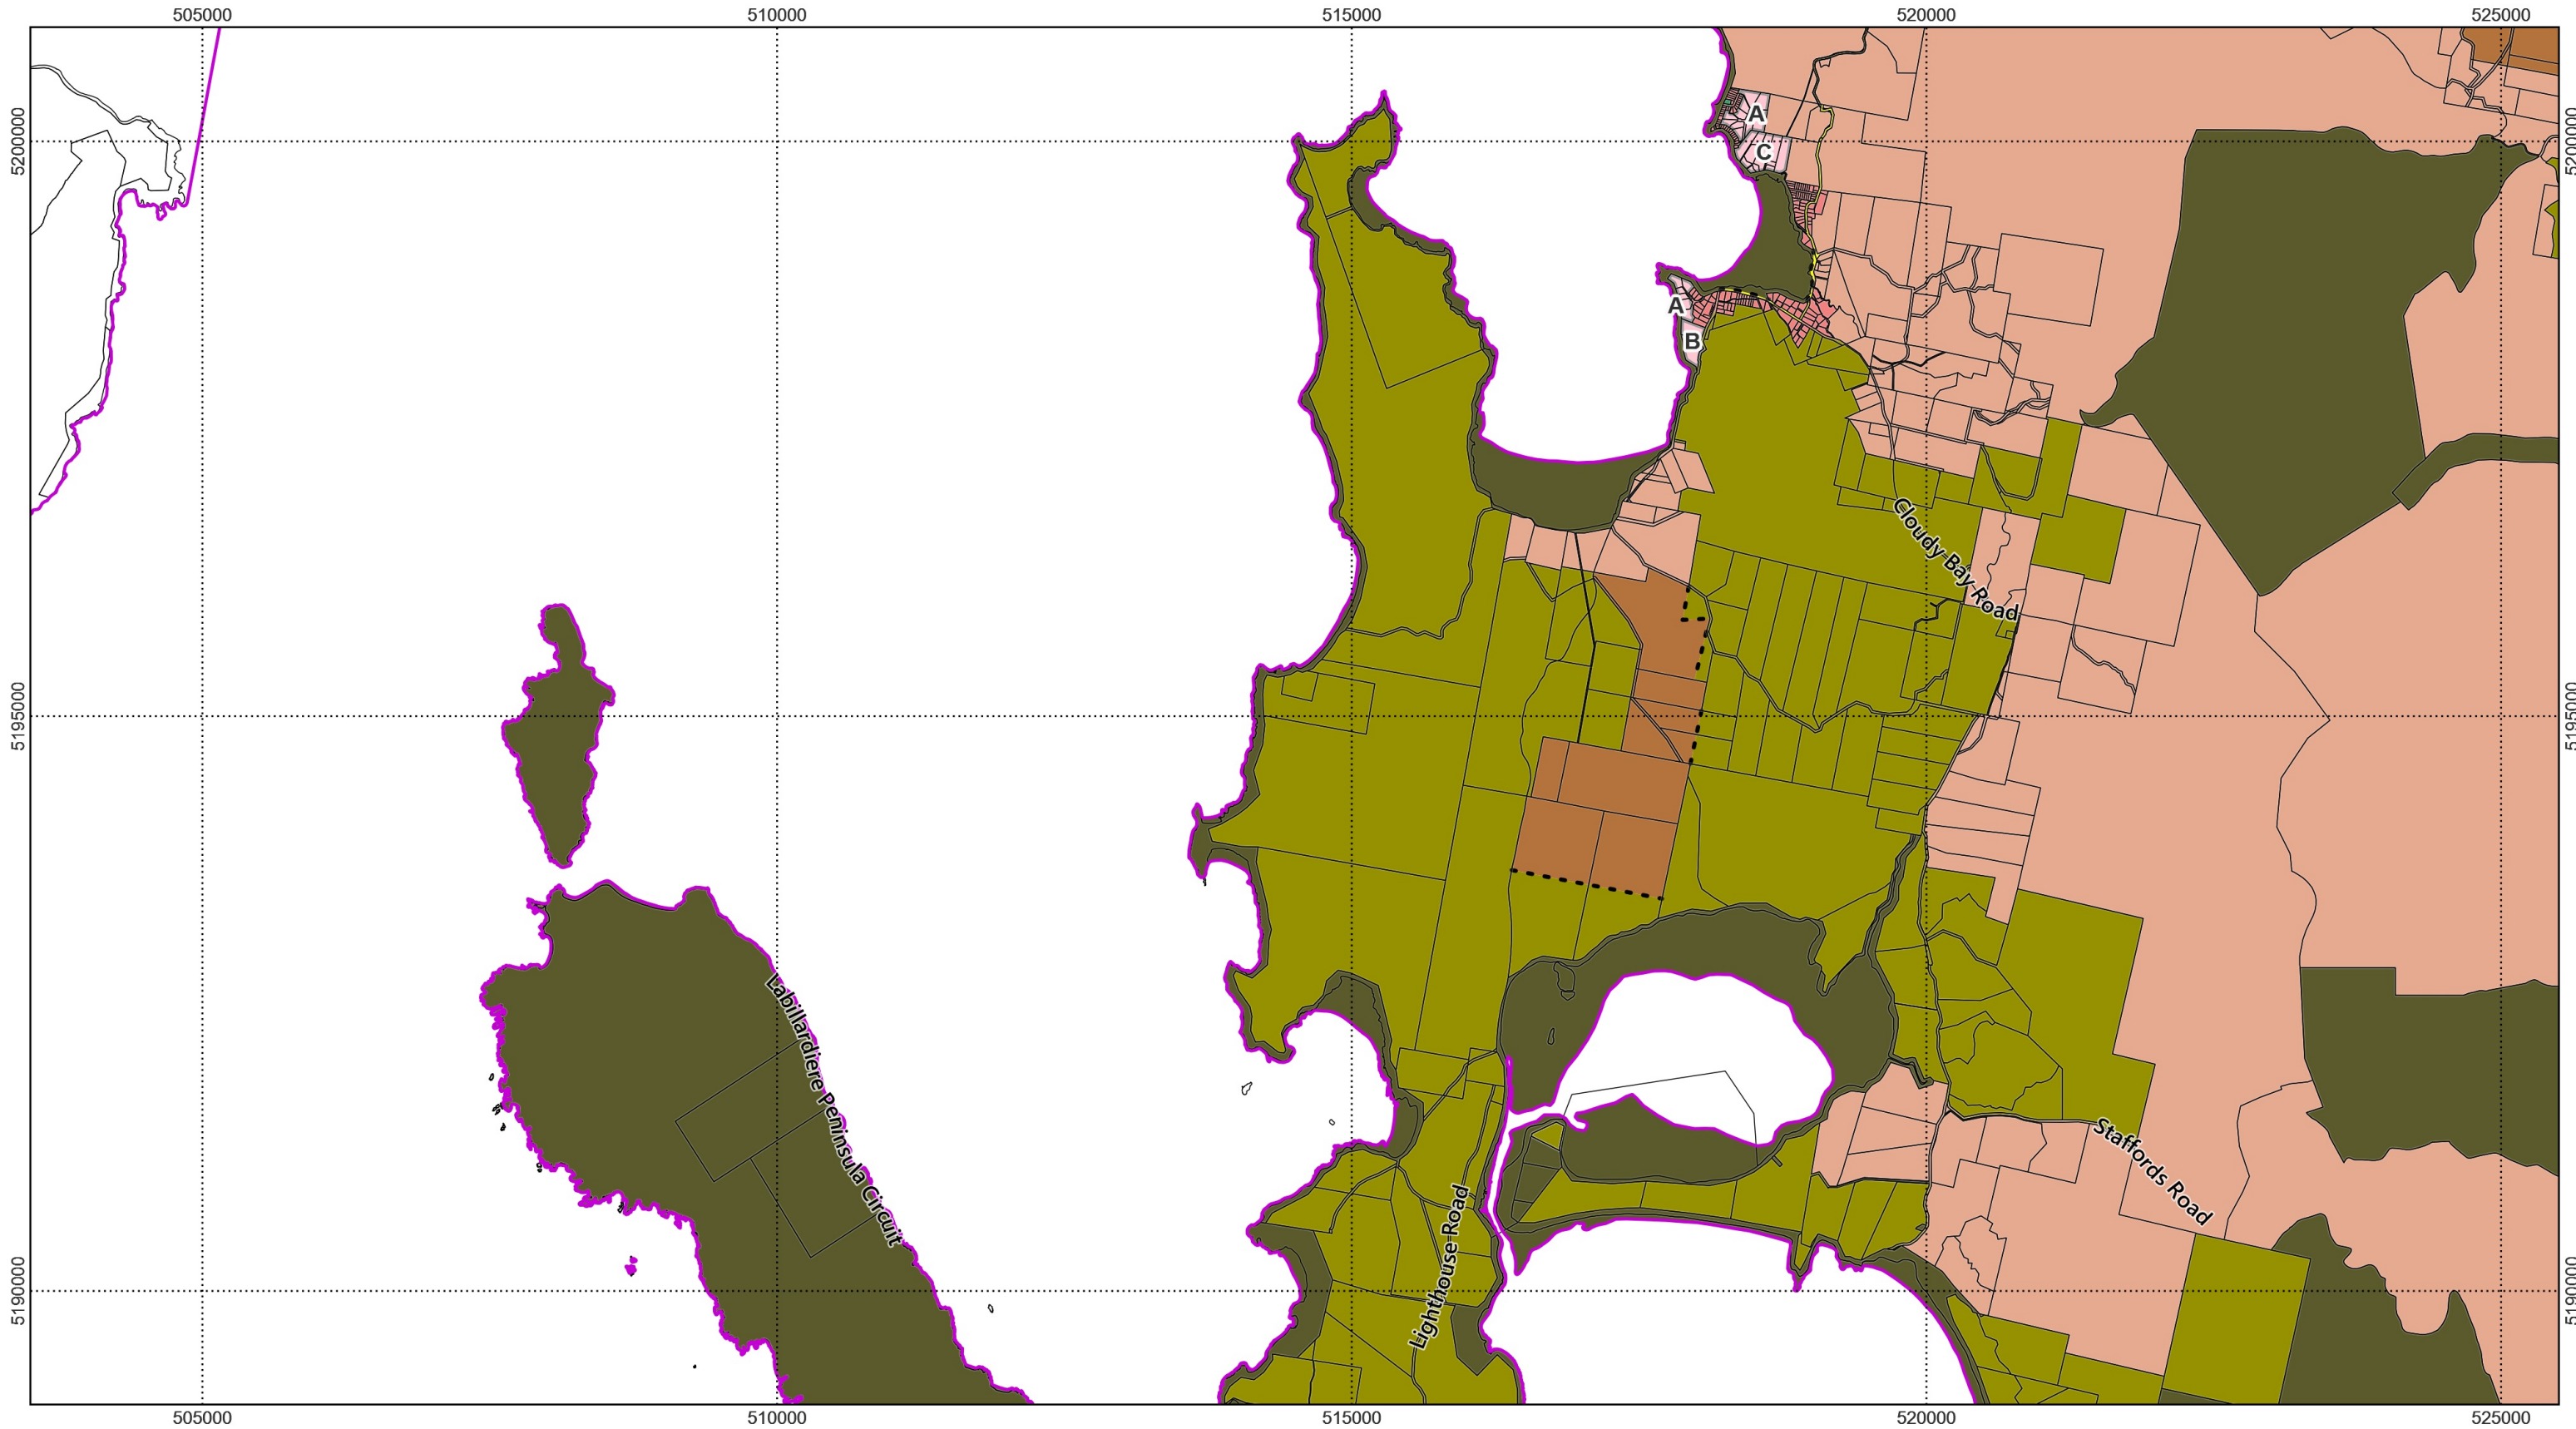 505000
510000
515000
520000
525000
5200000
5200000
A
C
A
B
Cloudy Bay Road
5195000
5195000
Labillardiere Peninsula Circuit
Staffords Road
Lighthouse Road
5190000
5190000
505000
510000
515000
520000
525000